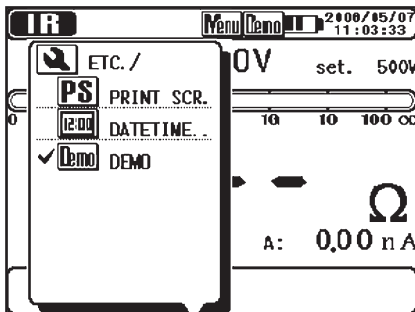 IR Menu Demo 2008/05/07
11:03:33
ETC./ 0V set. 500V
PS PRINT SCR.
12:00 DATETIME..
0 1G 10 100 ∞
✓ Demo DEMO
Ω
A: 0.00 nA